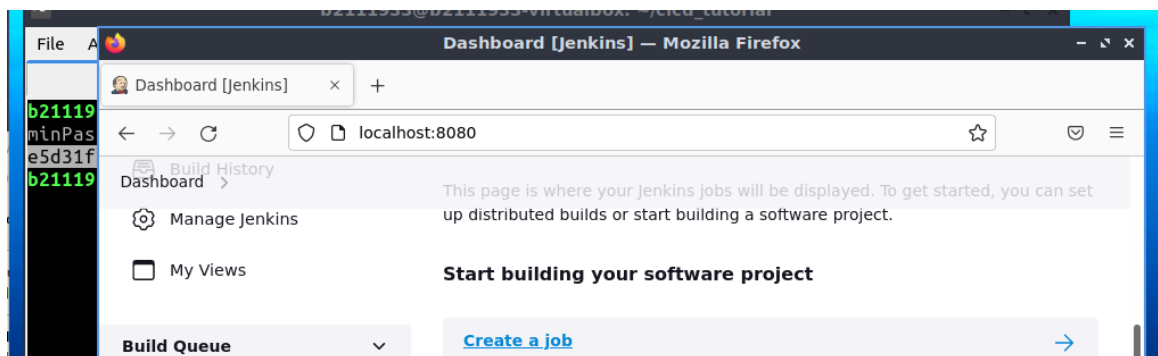 b2111933@b2111933-virtualbox: ~/cicd_tutorial
File A
Dashboard [Jenkins] — Mozilla Firefox
Dashboard [Jenkins]
b21119
minPas
e5d31f
b21119
localhost:8080
Build History
Dashboard >
Manage Jenkins
My Views
Build Queue
This page is where your Jenkins jobs will be displayed. To get started, you can set
up distributed builds or start building a software project.
Start building your software project
Create a job